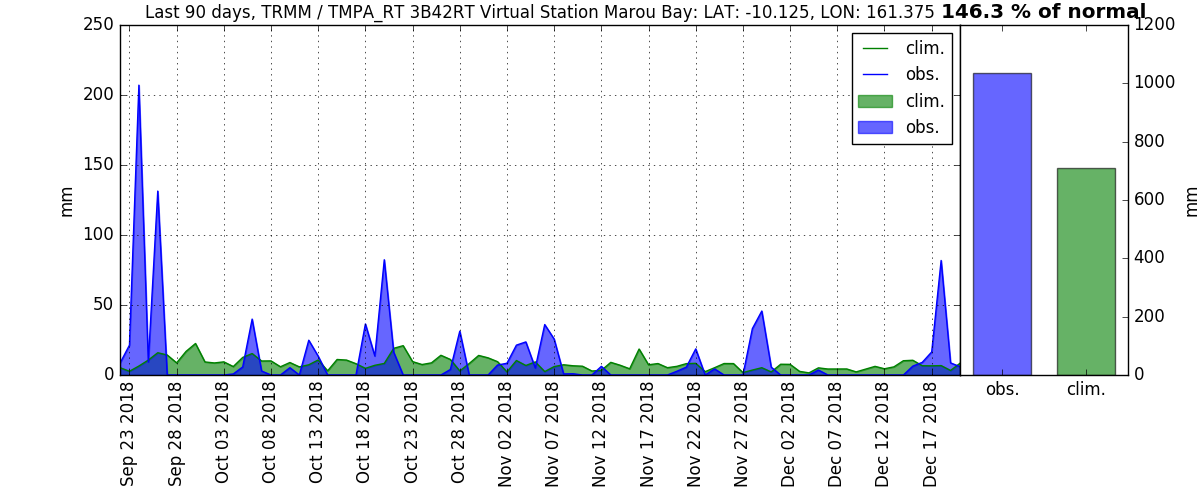 Last 90 days, TRMM / TMPA_RT 3B42RT Virtual Station Marou Bay: LAT: -10.125, LON: 161.375 146.3 % of normal
250
200
150
100
50
0
mm
clim.
obs.
clim.
obs.
1200
1000
800
600
400
200
0
mm
obs.
clim.
Sep 23 2018
Sep 28 2018
Oct 03 2018
Oct 08 2018
Oct 13 2018
Oct 18 2018
Oct 23 2018
Oct 28 2018
Nov 02 2018
Nov 07 2018
Nov 12 2018
Nov 17 2018
Nov 22 2018
Nov 27 2018
Dec 02 2018
Dec 07 2018
Dec 12 2018
Dec 17 2018